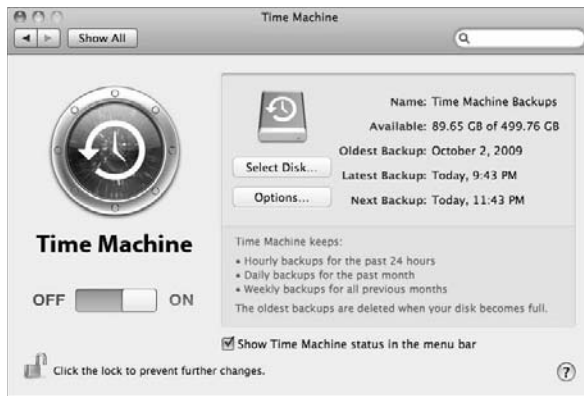 Time Machine
Show All
Name: Time Machine Backups
Available: 89.65 GB of 499.76 GB
Oldest Backup: October 2, 2009
Select Disk...
Latest Backup: Today, 9:43 PM
Options...
Next Backup: Today, 11:43 PM
Time Machine
Time Machine keeps:
• Hourly backups for the past 24 hours
• Daily backups for the past month
• Weekly backups for all previous months
The oldest backups are deleted when your disk becomes full.
OFF ON
Show Time Machine status in the menu bar
Click the lock to prevent further changes.
?